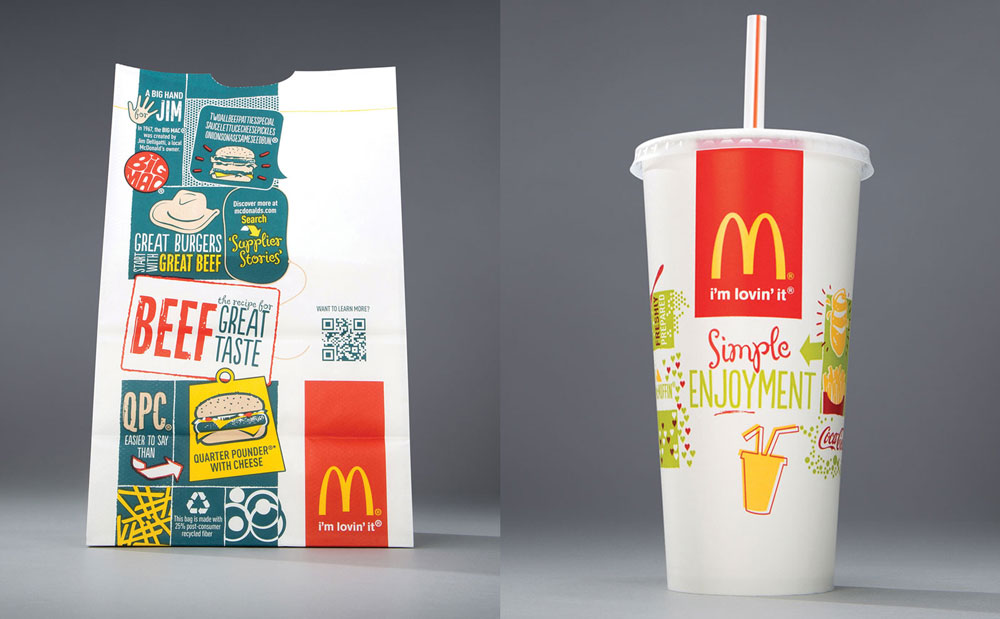 A BIG HAND
for JIM
In 1967, the BIG MAC®
was created by
Jim Deligatti, a local
McDonald's owner.
TWOALLBEEFPATTIESSPECIAL
SAUCELETTUCECHEESEPICKLES
ONIONSONASESAMESEEDBUN!®
BIG
MAC®
Discover more at
mcdonalds.com
Search
'Supplier
Stories'
GREAT BURGERS
START WITH
GREAT BEEF
BEEF
the recipe for
GREAT
TASTE
WANT TO LEARN MORE?
QPC®
EASIER TO SAY
THAN
QUARTER POUNDER®*
WITH CHEESE
This bag is made with
25% post-consumer
recycled fiber
M®
i'm lovin' it®
M®
i'm lovin' it®
FRESHLY
PREPARED
Simple
ENJOYMENT